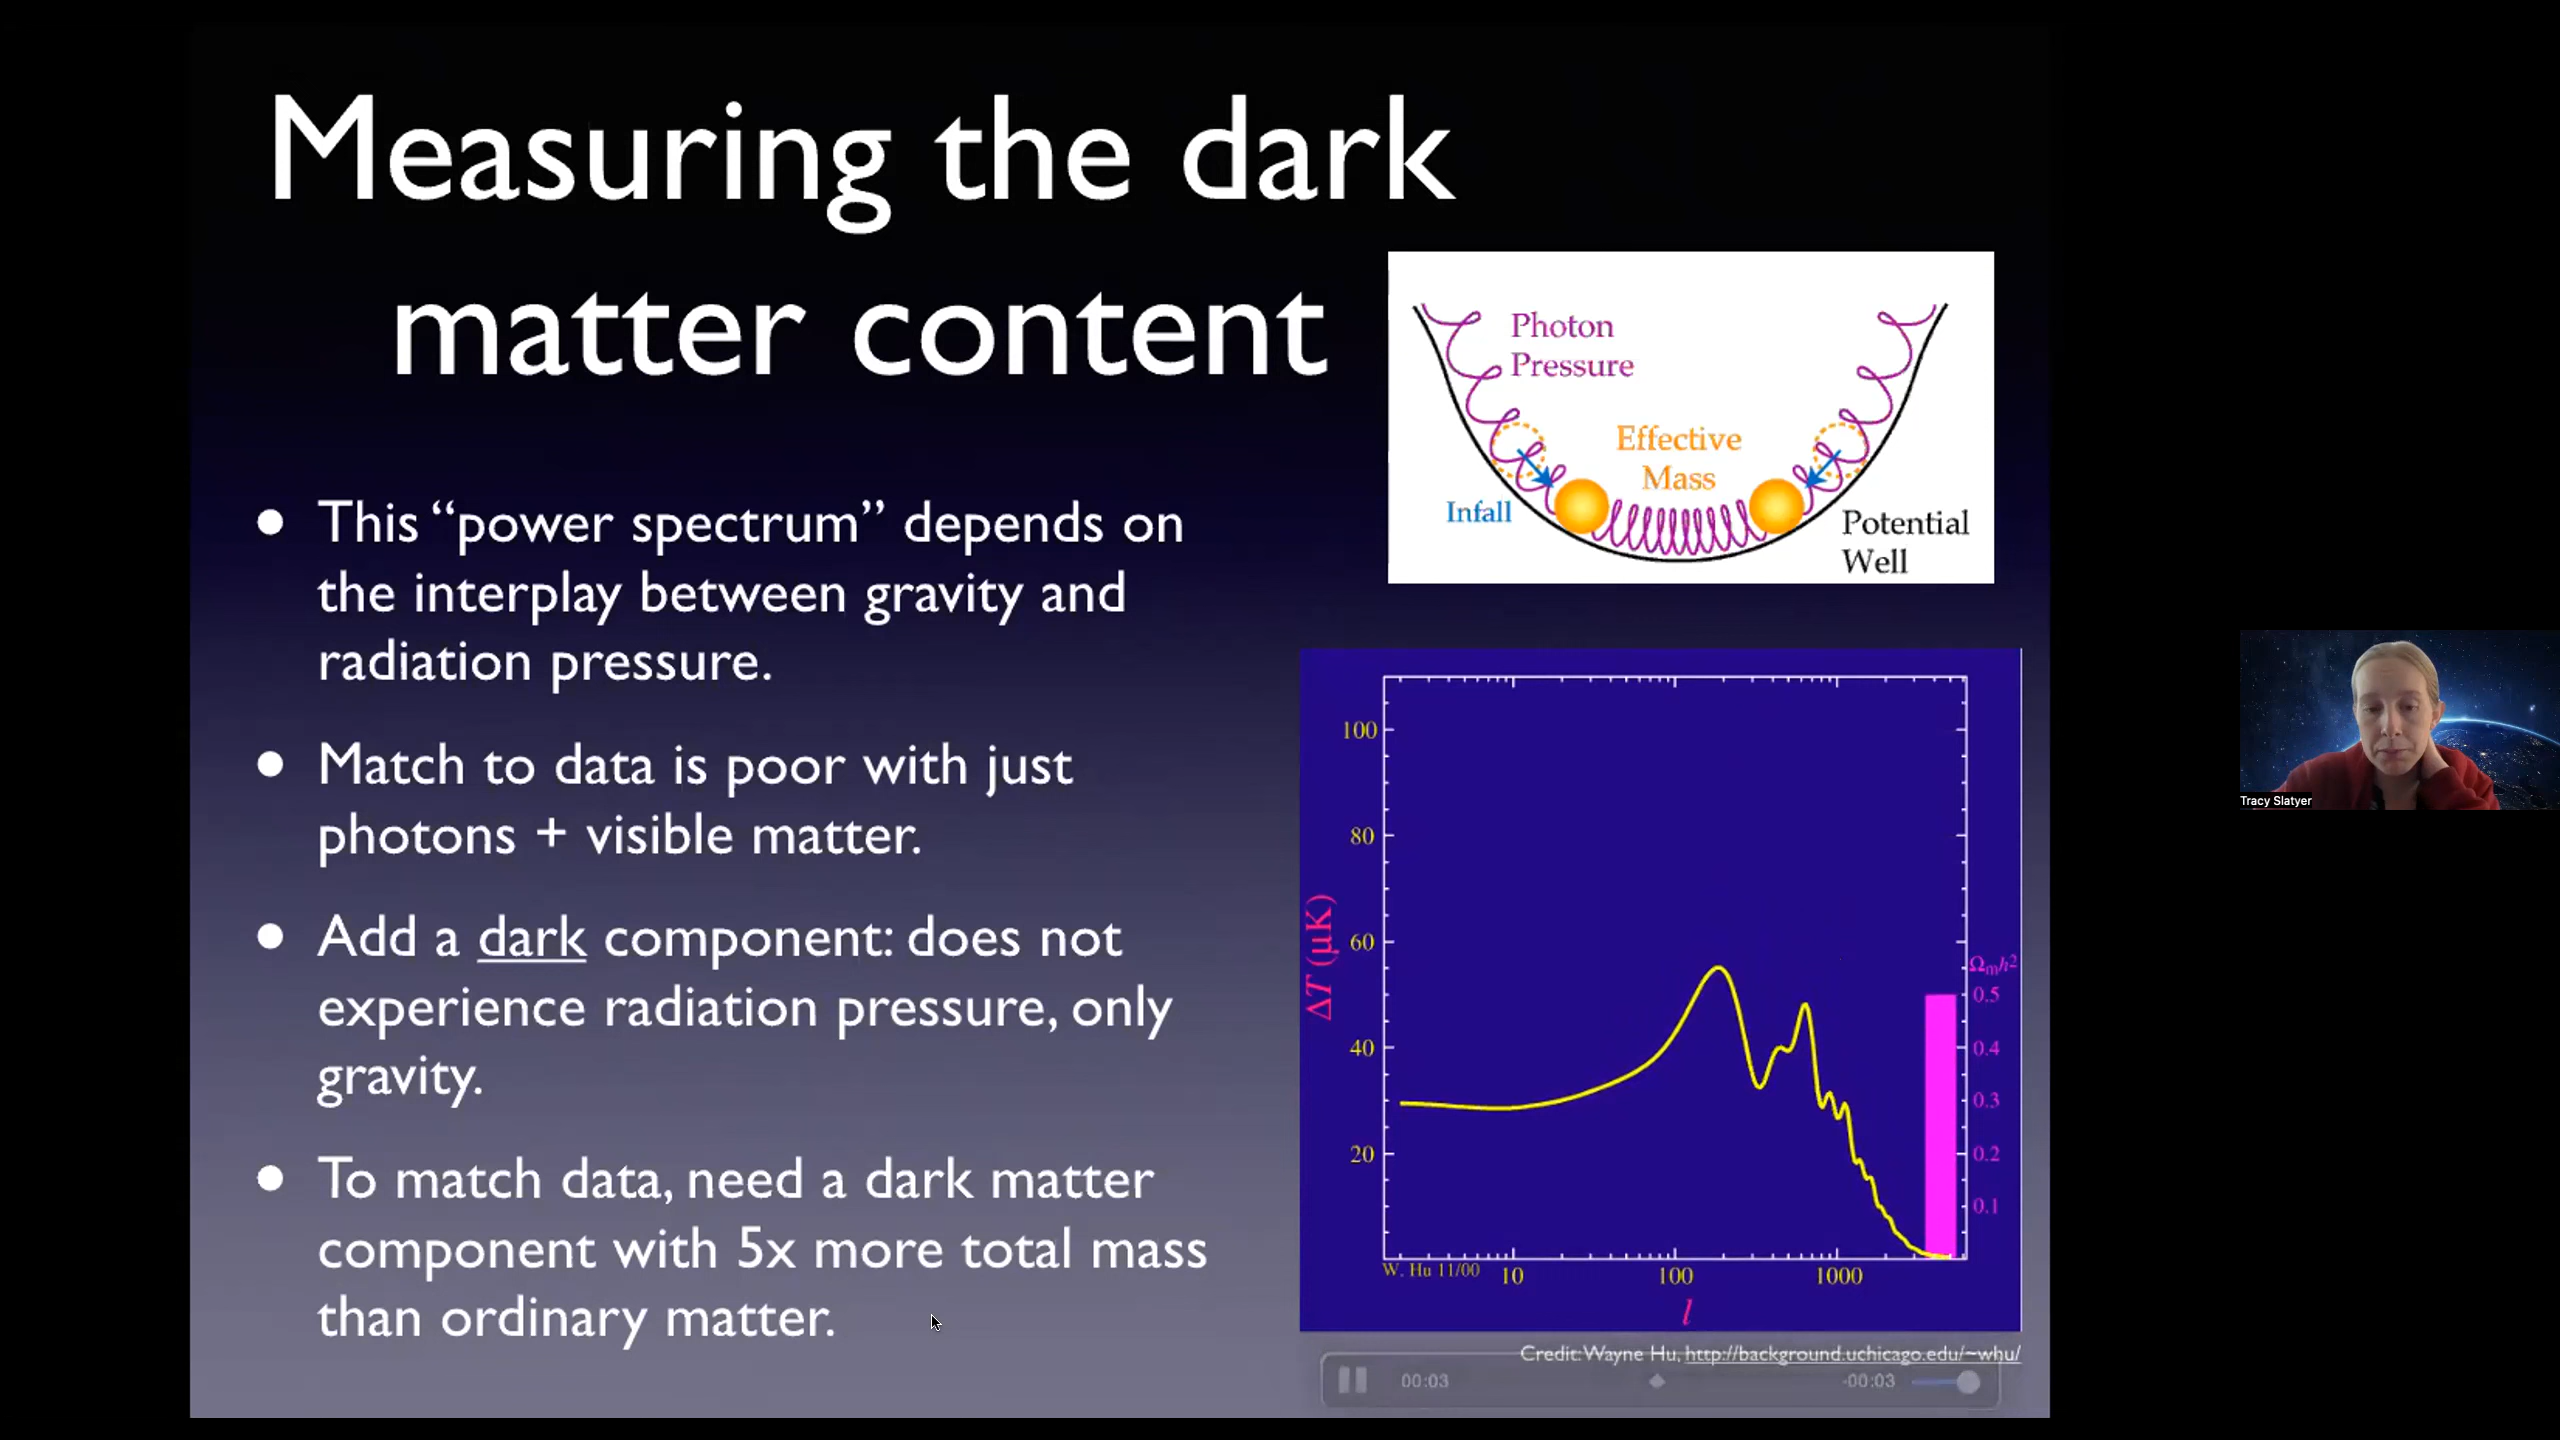 Measuring the dark
matter content
• This “power spectrum” depends on
the interplay between gravity and
radiation pressure.
• Match to data is poor with just
photons + visible matter.
• Add a dark component: does not
experience radiation pressure, only
gravity.
• To match data, need a dark matter
component with 5x more total mass
than ordinary matter.
Photon
Pressure
Effective
Mass
Infall
Potential
Well
100
80
60
40
20
ΔT (μK)
Ωmh²
0.5
0.4
0.3
0.2
0.1
W. Hu 11/00
10
100
1000
l
Credit: Wayne Hu, http://background.uchicago.edu/~whu/
00:03
-00:03
Tracy Slatyer